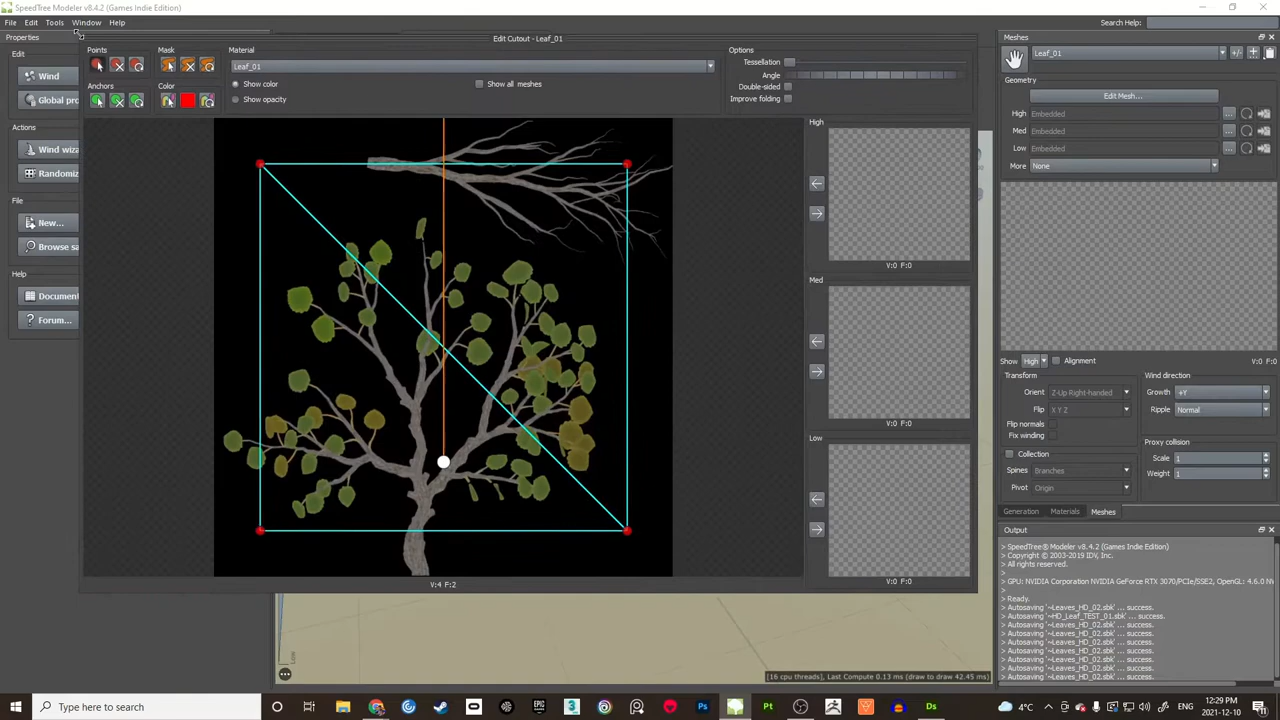 SpeedTree Modeler v8.4.2 (Games Indie Edition)
File Edit Tools Window Help
Search Help:
Properties
Edit Cutout - Leaf_01
Meshes
Edit
Wind
Global pro
Actions
Wind wiza
Randomiz
File
New...
Browse sa
Help
Document
Forum...
Points
Mask
Material
Options
Leaf_01
Tessellation
Show color
Show all meshes
Angle
Anchors
Color
Double-sided
Show opacity
Improve folding
High
V:0 F:0
Med
V:0 F:0
Low
V:0 F:0
V:4 F:2
Leaf_01
Geometry
Edit Mesh...
High Embedded
Med Embedded
Low Embedded
More None
Show High Alignment V:0 F:0
Transform
Wind direction
Orient Z-Up Right-handed
Growth +Y
Flip X Y Z
Ripple Normal
Flip normals
Fix winding
Proxy collision
Collection
Scale 1
Spines Branches
Weight 1
Pivot Origin
Generation Materials Meshes
Output
> SpeedTree® Modeler v8.4.2 (Games Indie Edition)
> Copyright © 2003-2019 IDV, Inc.
> All rights reserved.
>
> GPU: NVIDIA Corporation NVIDIA GeForce RTX 3070/PCIe/SSE2, OpenGL: 4.6.0 N
>
> Ready.
> Autosaving '~Leaves_HD_02.sbk' ... success.
> Autosaving '~HD_Leaf_TEST_01.sbk' ... success.
> Autosaving '~Leaves_HD_02.sbk' ... success.
> Autosaving '~Leaves_HD_02.sbk' ... success.
> Autosaving '~Leaves_HD_02.sbk' ... success.
> Autosaving '~Leaves_HD_02.sbk' ... success.
> Autosaving '~Leaves_HD_02.sbk' ... success.
> Autosaving '~Leaves_HD_02.sbk' ... success.
> Autosaving '~Leaves_HD_02.sbk' ... success.
[16 cpu threads), Last Compute 0.13 ms (draw to draw 42.45 ms)]
Type here to search
EPIC
GAMES
Ps
Pt
Ds
4°C
12:29 PM
2021-12-10